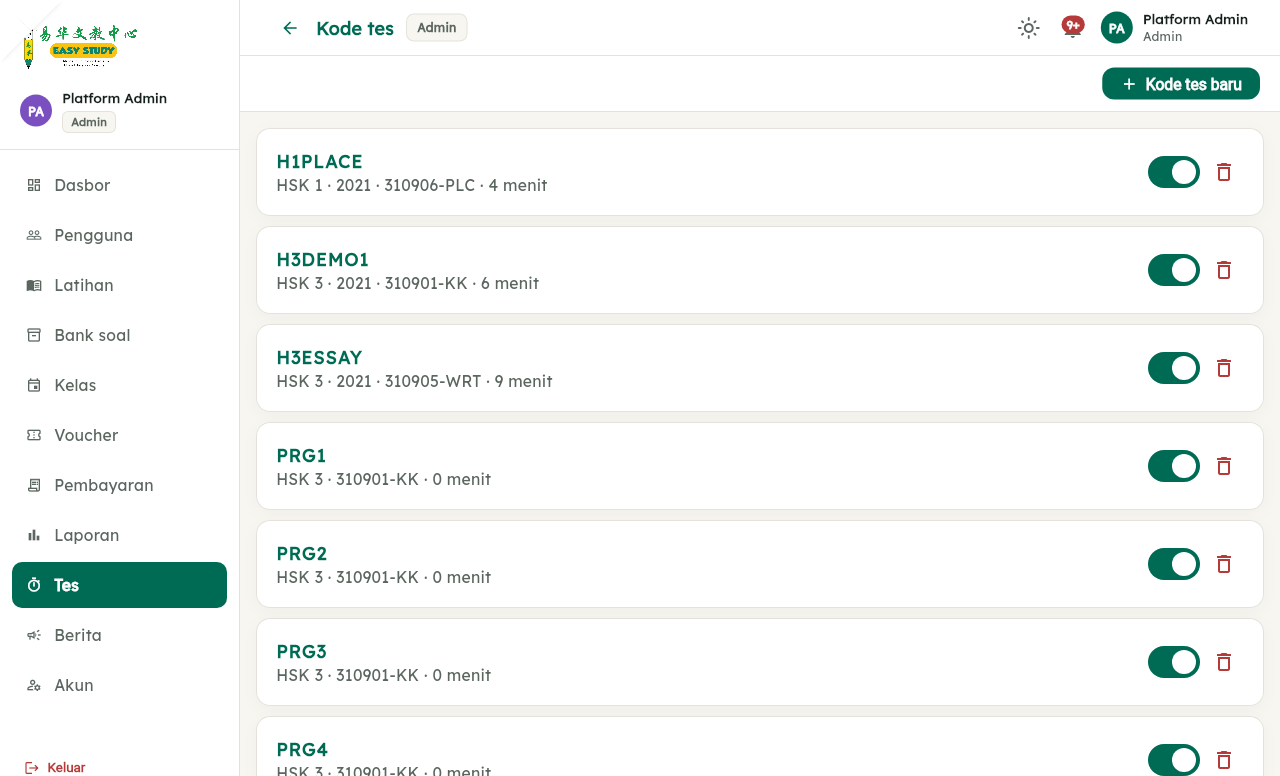 易华文教中心
EASY STUDY
Platform Admin
PA
Admin
Dasbor
Pengguna
Latihan
Bank soal
Kelas
Voucher
Pembayaran
Laporan
Tes
Berita
Akun
Keluar
Kode tes
Admin
9+
PA
Platform Admin
Admin
Kode tes baru
H1PLACE
HSK 1 · 2021 · 310906-PLC · 4 menit
H3DEMO1
HSK 3 · 2021 · 310901-KK · 6 menit
H3ESSAY
HSK 3 · 2021 · 310905-WRT · 9 menit
PRG1
HSK 3 · 310901-KK · 0 menit
PRG2
HSK 3 · 310901-KK · 0 menit
PRG3
HSK 3 · 310901-KK · 0 menit
PRG4
HSK 3 · 310901-KK · 0 menit